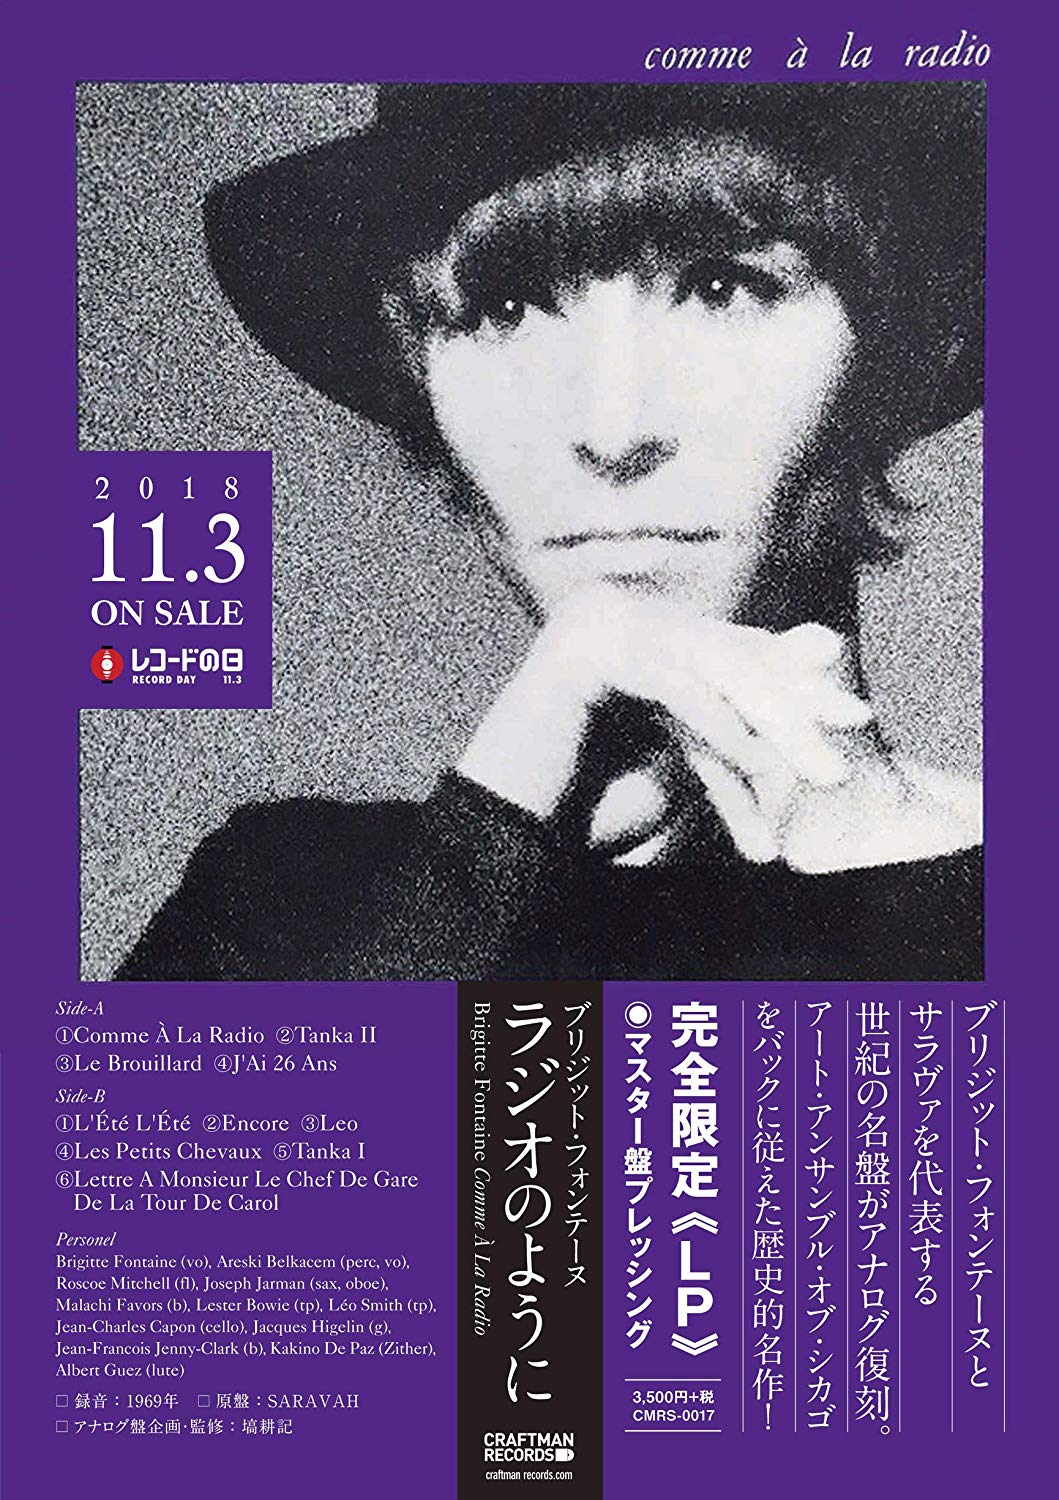 comme à la radio
2018
11.3
ON SALE
レコードの日
RECORD DAY 11.3
ブリジット・フォンテーヌと
サラヴァを代表する
世紀の名盤がアナログ復刻。
アート・アンサンブル・オブ・シカゴ
をバックに従えた歴史的名作！
完全限定《LP》
◉マスター盤プレッシング
3,500円+税
CMRS-0017
ブリジット・フォンテーヌ
ラジオのように
Brigitte Fontaine Comme À La Radio
CRAFTMAN
RECORDS
craftman records.com
Side-A
①Comme À La Radio ②Tanka II
③Le Brouillard ④J'Ai 26 Ans
Side-B
①L'Été L'Été ②Encore ③Leo
④Les Petits Chevaux ⑤Tanka I
⑥Lettre A Monsieur Le Chef De Gare
De La Tour De Carol
Personel
Brigitte Fontaine (vo), Areski Belkacem (perc, vo),
Roscoe Mitchell (fl), Joseph Jarman (sax, oboe),
Malachi Favors (b), Lester Bowie (tp), Léo Smith (tp),
Jean-Charles Capon (cello), Jacques Higelin (g),
Jean-Francois Jenny-Clark (b), Kakino De Paz (Zither),
Albert Guez (lute)
□ 録音：1969年 □ 原盤：SARAVAH
□ アナログ盤企画・監修：塙耕記